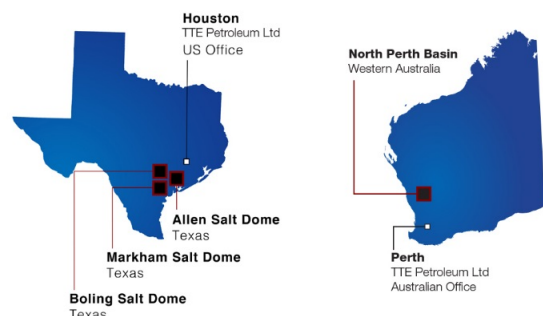 Houston
TTE Petroleum Ltd
US Office
Allen Salt Dome
Texas
Markham Salt Dome
Texas
Boling Salt Dome
Texas
North Perth Basin
Western Australia
Perth
TTE Petroleum Ltd
Australian Office